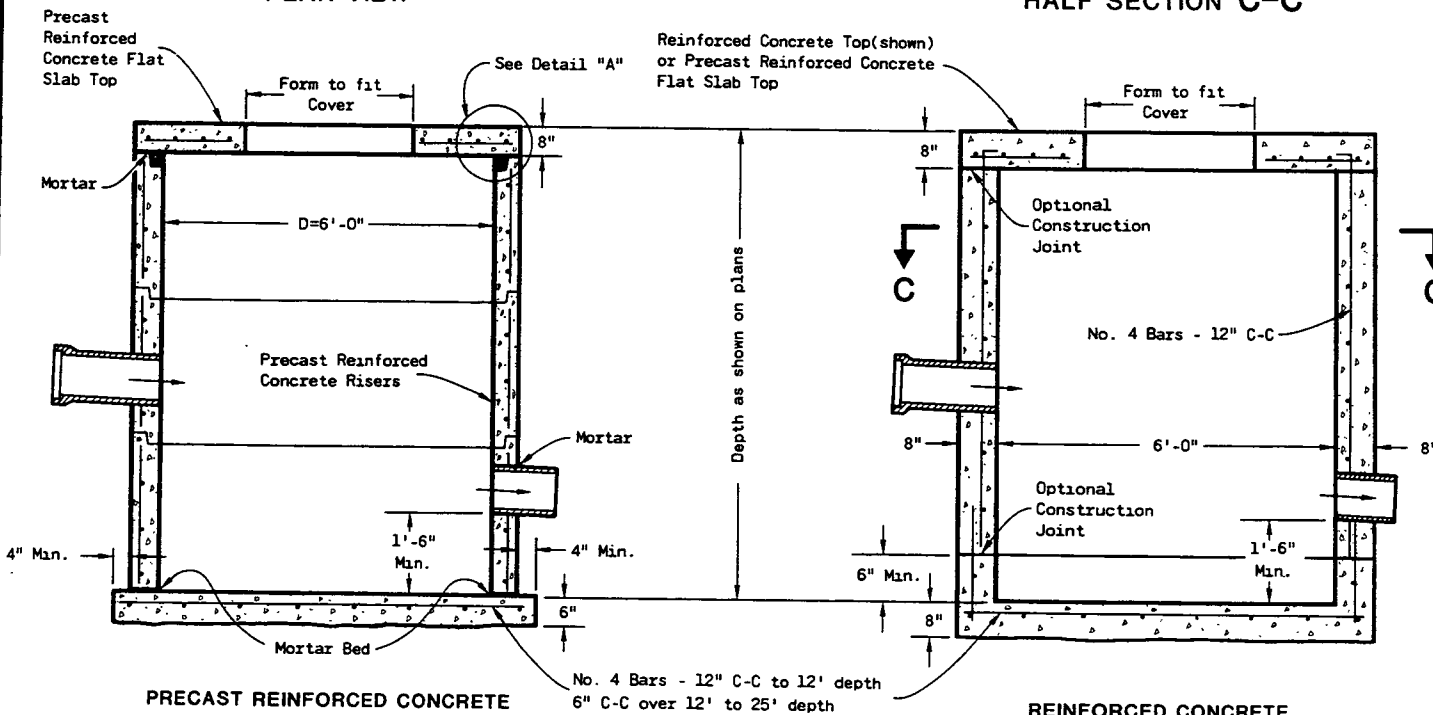 HALF SECTION C-C
Precast
Reinforced
Concrete Flat
Slab Top
Form to fit
Cover
See Detail "A"
8"
Mortar
D=6'-0"
Precast Reinforced
Concrete Risers
Mortar
4" Min.
1'-6"
Min.
4" Min.
6"
Mortar Bed
PRECAST REINFORCED CONCRETE
Depth as shown on plans
No. 4 Bars - 12" C-C to 12' depth
6" C-C over 12' to 25' depth
Reinforced Concrete Top(shown)
or Precast Reinforced Concrete
Flat Slab Top
Form to fit
Cover
8"
Optional
Construction
Joint
C
No. 4 Bars - 12" C-C
8"
6'-0"
8"
Optional
Construction
Joint
6" Min.
1'-6"
Min.
8"
REINFORCED CONCRETE